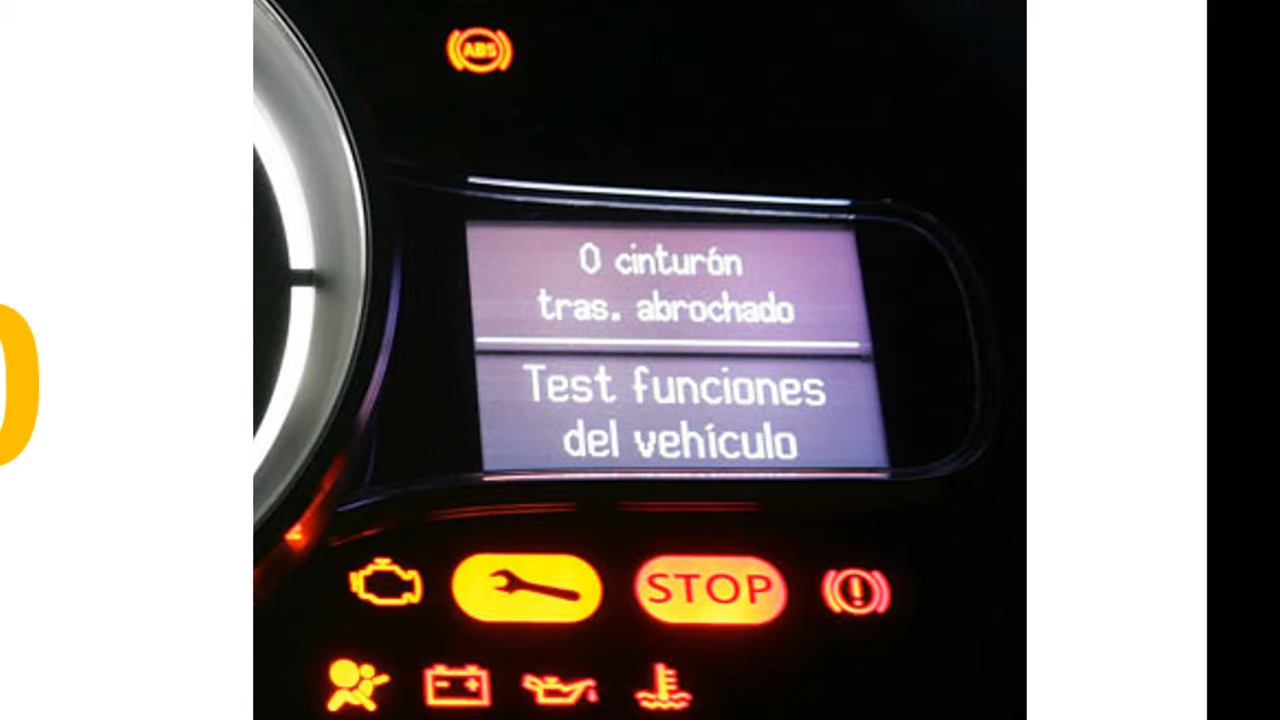 ABS
0 cinturón
tras. abrochado
Test funciones
del vehículo
STOP